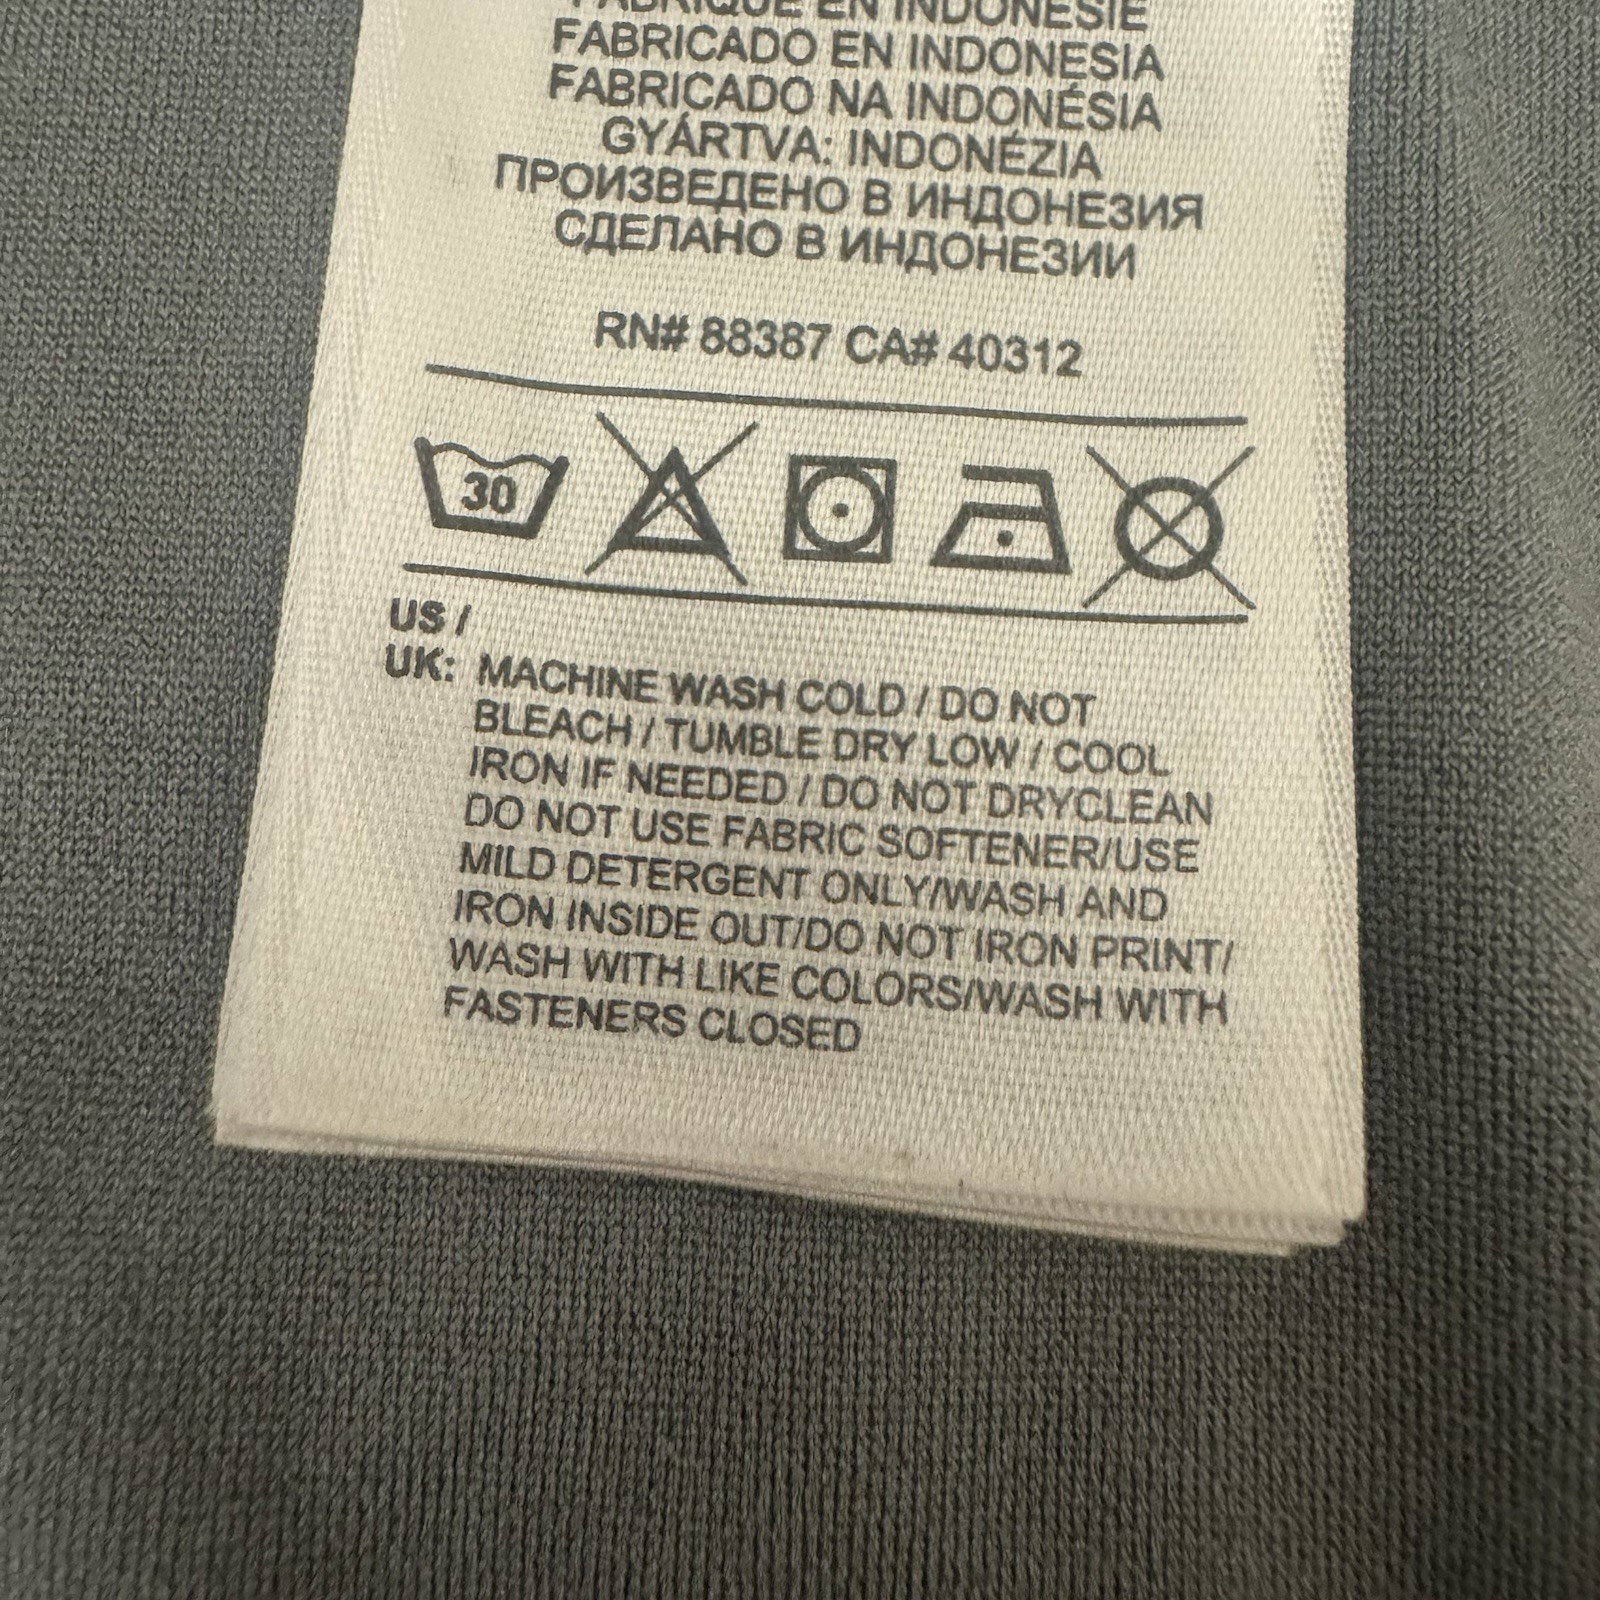 FABRIQUÉ EN INDONÉSIE
FABRICADO EN INDONESIA
FABRICADO NA INDONÉSIA
GYÁRTVA: INDONÉZIA
ПРОИЗВЕДЕНО В ИНДОНЕЗИЯ
СДЕЛАНО В ИНДОНЕЗИИ
RN# 88387 CA# 40312
30
US /
UK: MACHINE WASH COLD / DO NOT
BLEACH / TUMBLE DRY LOW / COOL
IRON IF NEEDED / DO NOT DRYCLEAN
DO NOT USE FABRIC SOFTENER/USE
MILD DETERGENT ONLY/WASH AND
IRON INSIDE OUT/DO NOT IRON PRINT/
WASH WITH LIKE COLORS/WASH WITH
FASTENERS CLOSED